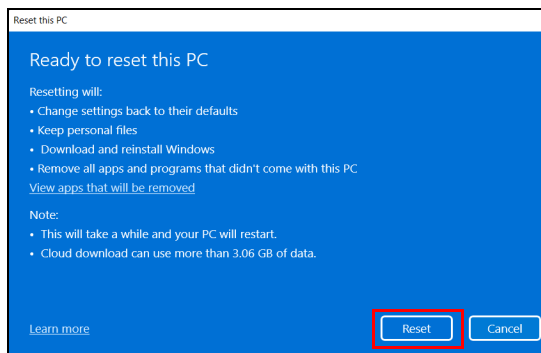 Reset this PC
Ready to reset this PC
Resetting will:
• Change settings back to their defaults
• Keep personal files
• Download and reinstall Windows
• Remove all apps and programs that didn't come with this PC
View apps that will be removed
Note:
• This will take a while and your PC will restart.
• Cloud download can use more than 3.06 GB of data.
Learn more
Reset
Cancel